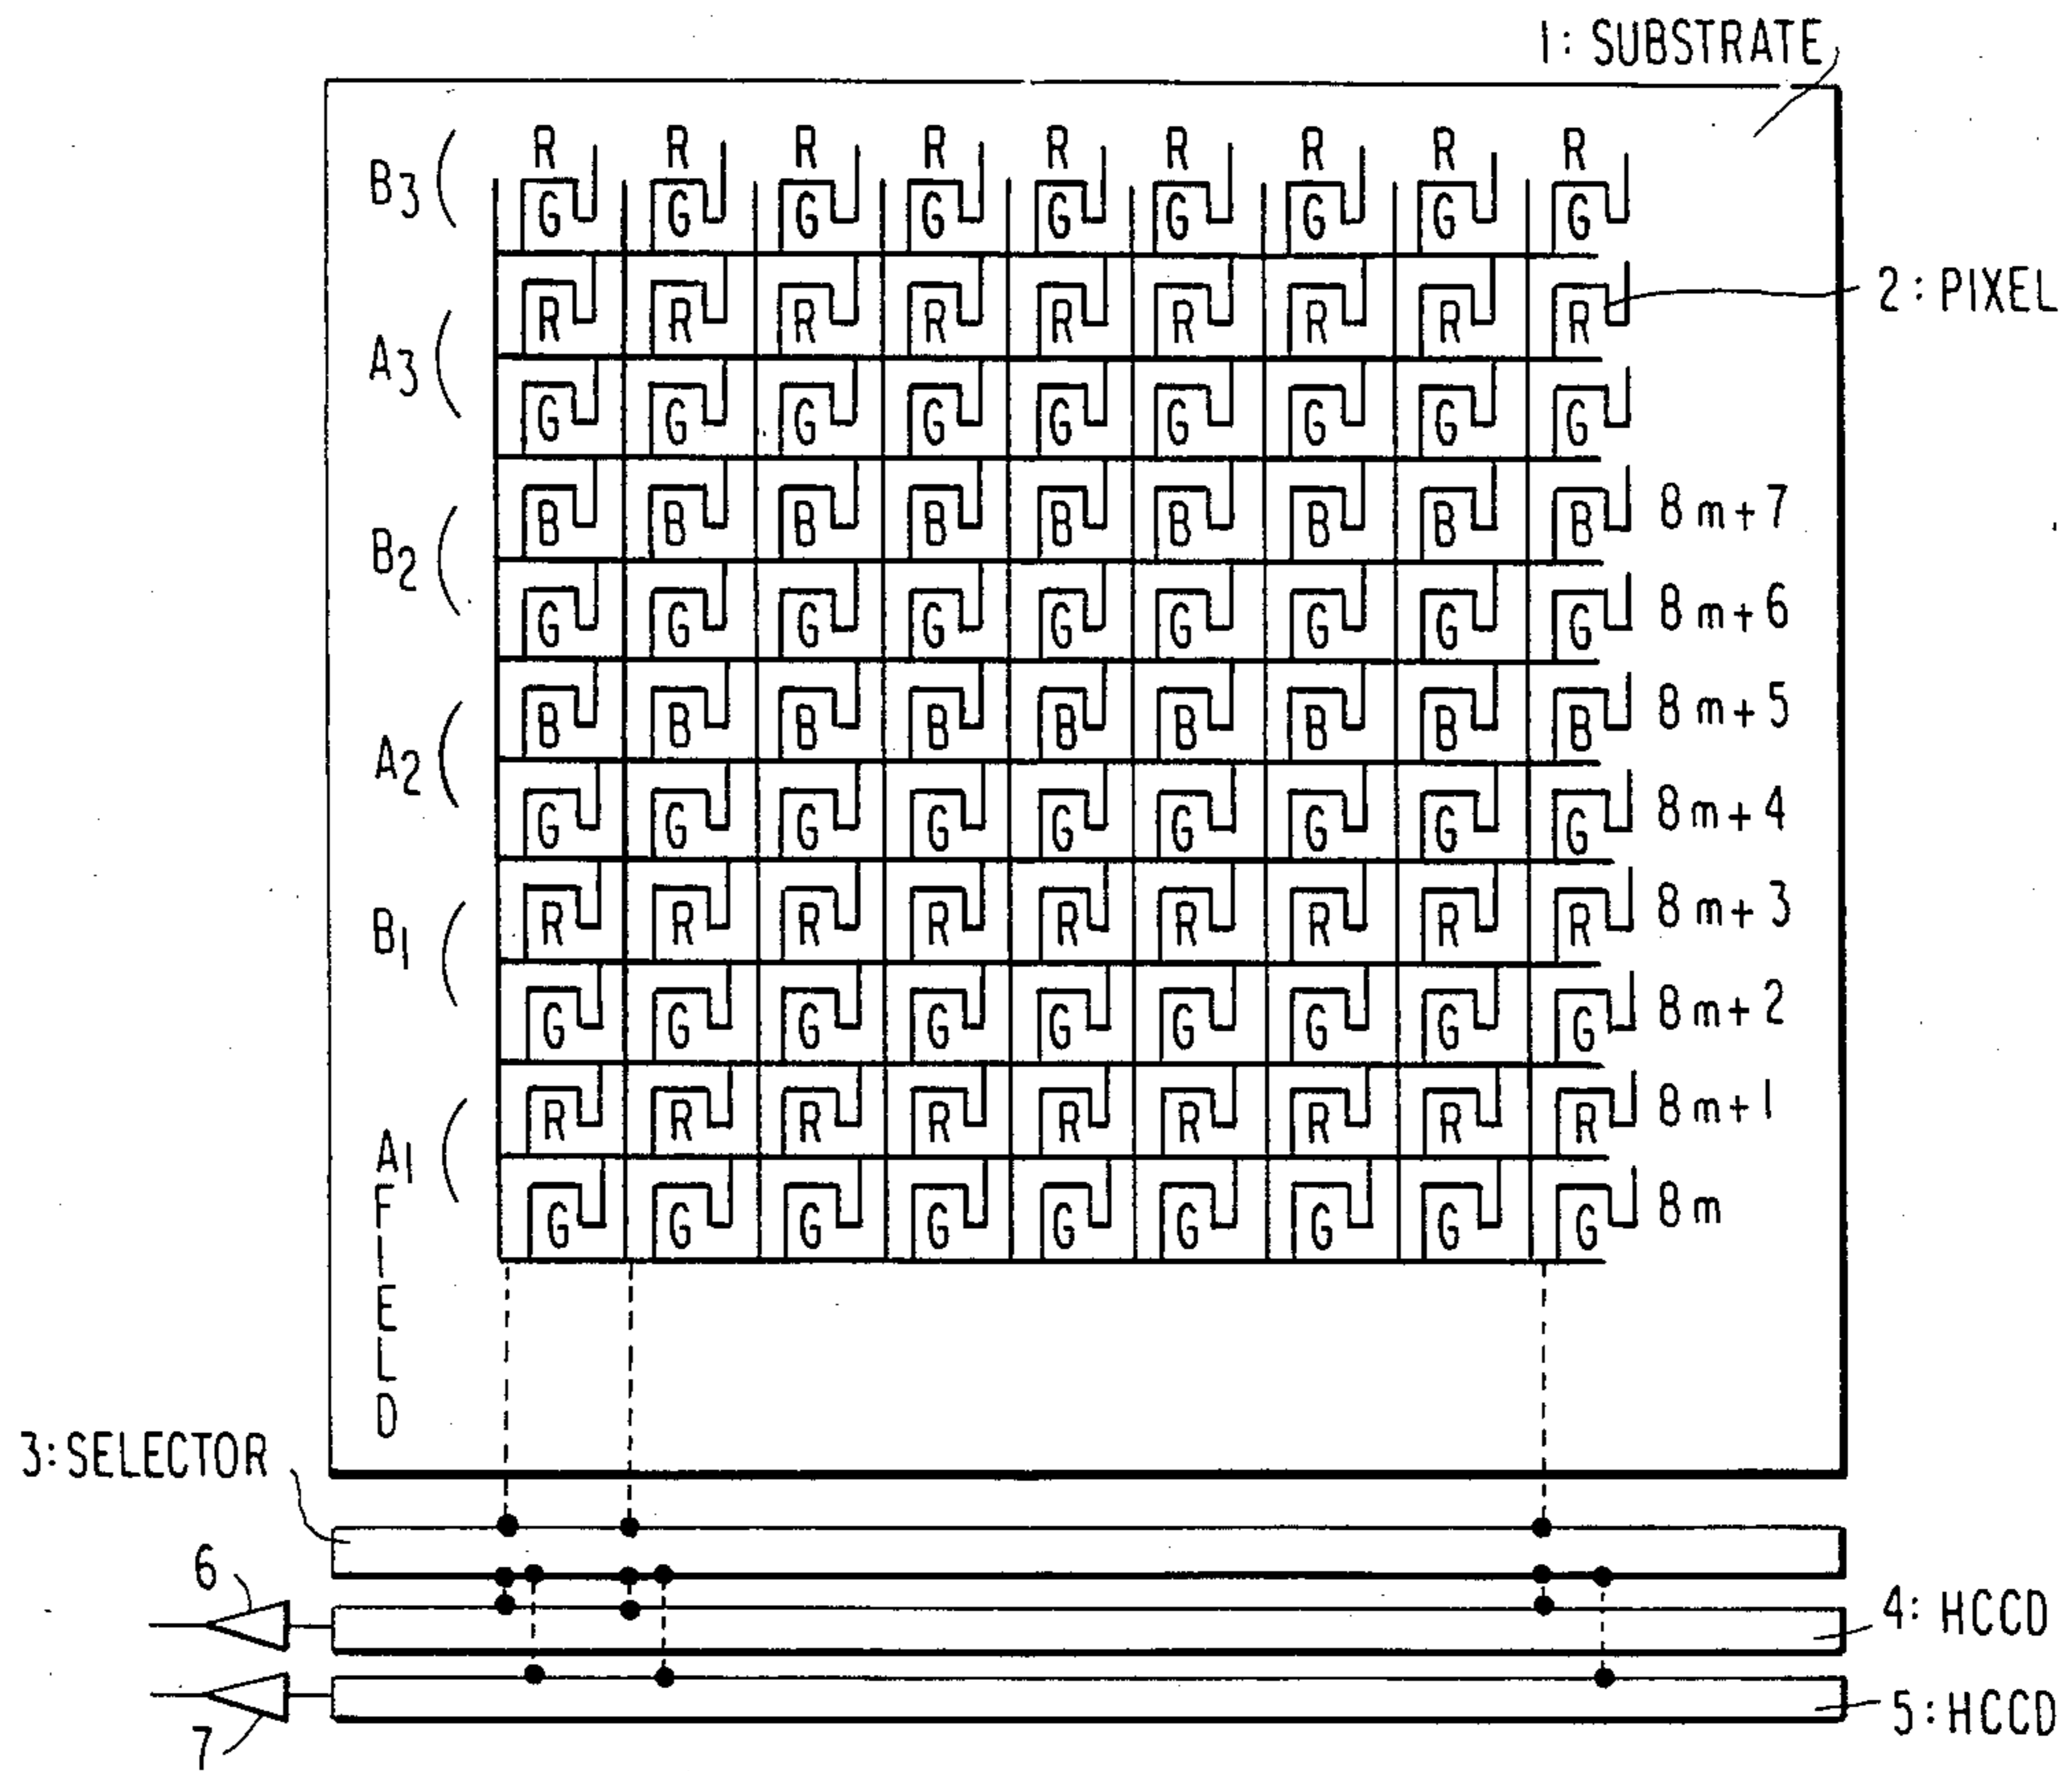 1: SUBSTRATE
R R R R R R R R R
B3 ( G G G G G G G G G
R R R R R R R R R 2: PIXEL
A3 ( G G G G G G G G G
B B B B B B B B B 8m+7
B2 ( G G G G G G G G G 8m+6
B B B B B B B B B 8m+5
A2 ( G G G G G G G G G 8m+4
R R R R R R R R R 8m+3
B1 ( G G G G G G G G G 8m+2
R R R R R R R R R 8m+1
A1 ( G G G G G G G G G 8m
FIELD
3: SELECTOR
6
4: HCCD
5: HCCD
7